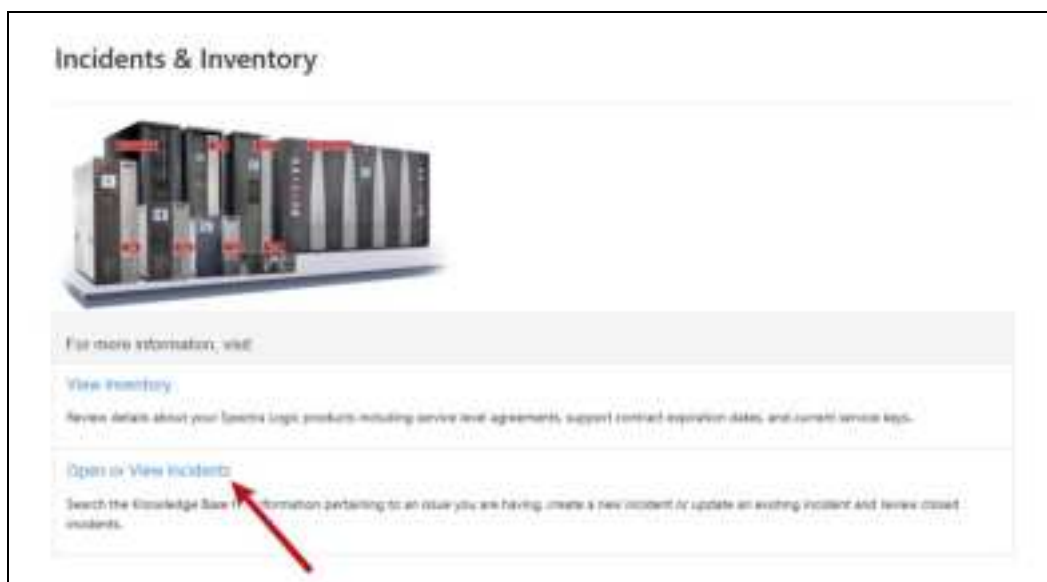 Incidents & Inventory
For more information, visit
View Inventory
Review details about your Spectra Logic products including service level agreements, support contract expiration dates, and current service keys.
Open or View Incidents
Search the Knowledge Base information pertaining to an issue you are having, create a new incident or update an existing incident and review closed
incidents.